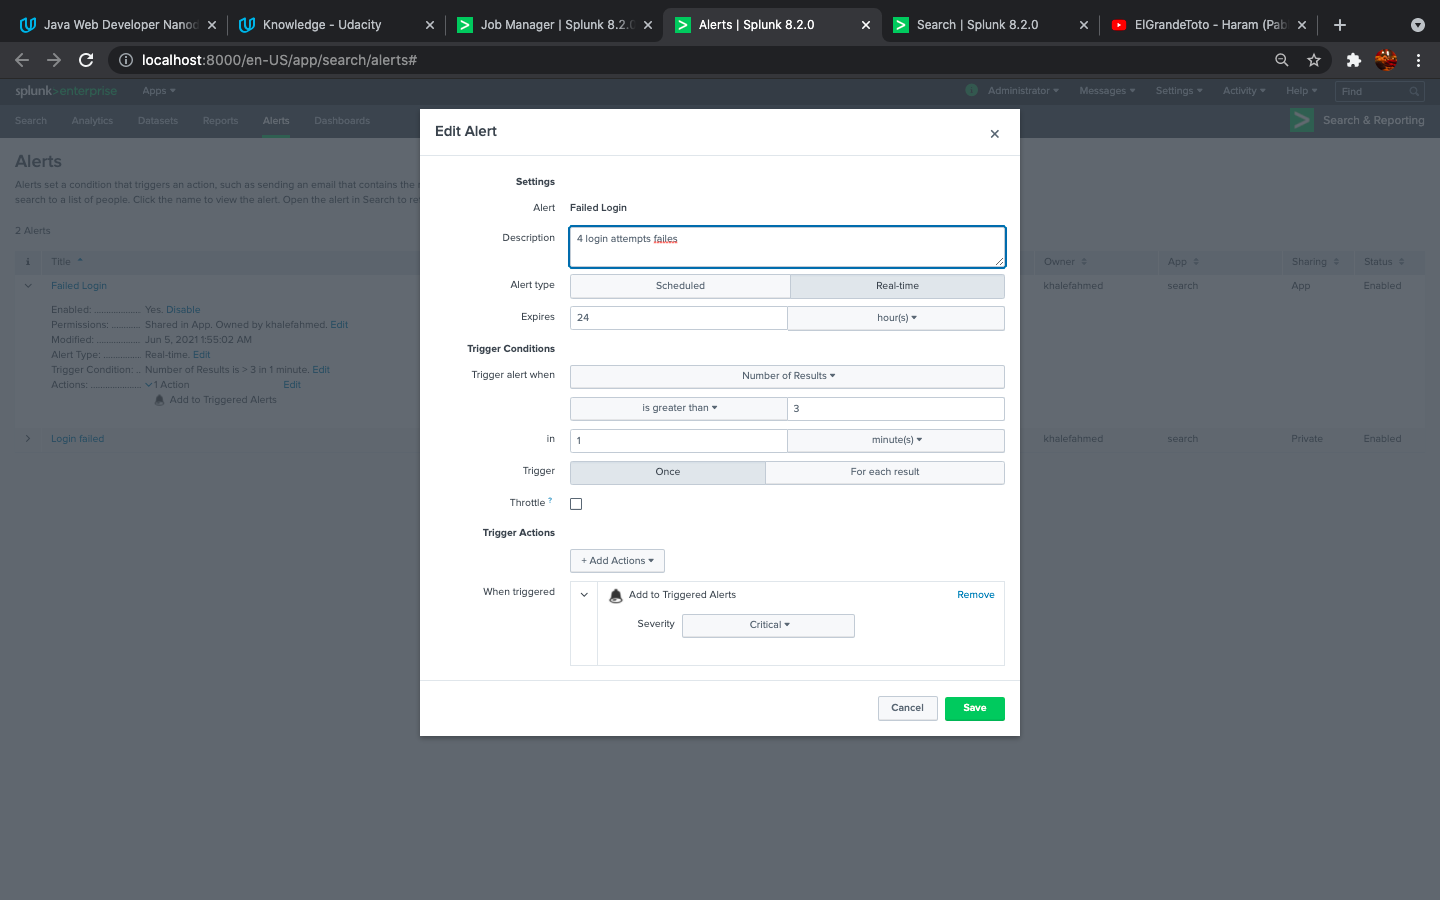 Java Web Developer Nanod
Knowledge - Udacity
Job Manager | Splunk 8.2.0
Alerts | Splunk 8.2.0
Search | Splunk 8.2.0
ElGrandeToto - Haram (Pab
localhost:8000/en-US/app/search/alerts#
splunk>enterprise Apps
i Administrator Messages Settings Activity Help Find
Search Analytics Datasets Reports Alerts Dashboards
Search & Reporting
Alerts
Alerts set a condition that triggers an action, such as sending an email that contains the
search to a list of people. Click the name to view the alert. Open the alert in Search to re
2 Alerts
i Title Owner App Sharing Status
Failed Login khalefahmed search App Enabled
Enabled: Yes. Disable
Permissions: Shared in App. Owned by khalefahmed. Edit
Modified: Jun 5, 2021 1:55:02 AM
Alert Type: Real-time. Edit
Trigger Condition: Number of Results is > 3 in 1 minute. Edit
Actions: 1 Action Edit
Add to Triggered Alerts
Login failed khalefahmed search Private Enabled
Edit Alert
Settings
Alert Failed Login
Description 4 login attempts failes
Alert type Scheduled Real-time
Expires 24 hour(s)
Trigger Conditions
Trigger alert when Number of Results
is greater than 3
in 1 minute(s)
Trigger Once For each result
Throttle ?
Trigger Actions
+ Add Actions
When triggered Add to Triggered Alerts Remove
Severity Critical
Cancel Save